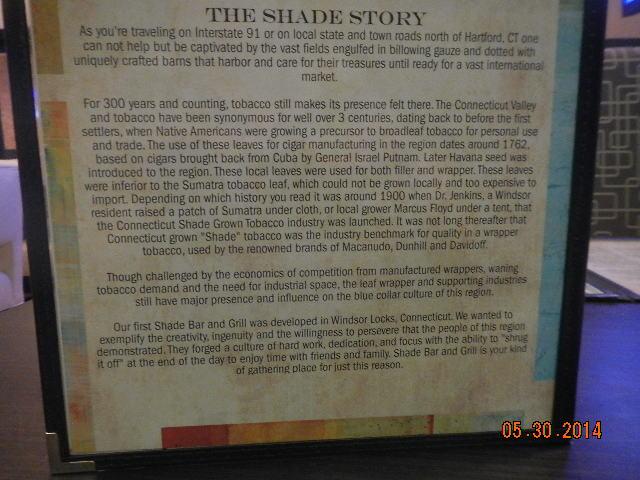 THE SHADE STORY
As you're traveling on Interstate 91 or on local state and town roads north of Hartford, CT one
can not help but be captivated by the vast fields engulfed in billowing gauze and dotted with
uniquely crafted barns that harbor and care for their treasures until ready for a vast international
market.
For 300 years and counting, tobacco still makes its presence felt there. The Connecticut Valley
and tobacco have been synonymous for well over 3 centuries, dating back to before the first
settlers, when Native Americans were growing a precursor to broadleaf tobacco for personal use
and trade. The use of these leaves for cigar manufacturing in the region dates around 1762,
based on cigars brought back from Cuba by General Israel Putnam. Later Havana seed was
introduced to the region. These local leaves were used for both filler and wrapper. These leaves
were inferior to the Sumatra tobacco leaf, which could not be grown locally and too expensive to
import. Depending on which history you read it was around 1900 when Dr. Jenkins, a Windsor
resident raised a patch of Sumatra under cloth, or local grower Marcus Floyd under a tent, that
the Connecticut Shade Grown Tobacco industry was launched. It was not long thereafter that
Connecticut grown "Shade" tobacco was the industry benchmark for quality in a wrapper
tobacco, used by the renowned brands of Macanudo, Dunhill and Davidoff.
Though challenged by the economics of competition from manufactured wrappers, waning
tobacco demand and the need for industrial space, the leaf wrapper and supporting industries
still have major presence and influence on the blue collar culture of this region.
Our first Shade Bar and Grill was developed in Windsor Locks, Connecticut. We wanted to
exemplify the creativity, ingenuity and the willingness to persevere that the people of this region
demonstrated. They forged a culture of hard work, dedication, and focus with the ability to "shrug
it off" at the end of the day to enjoy time with friends and family. Shade Bar and Grill is your kind
of gathering place for just this reason.
05.30.2014